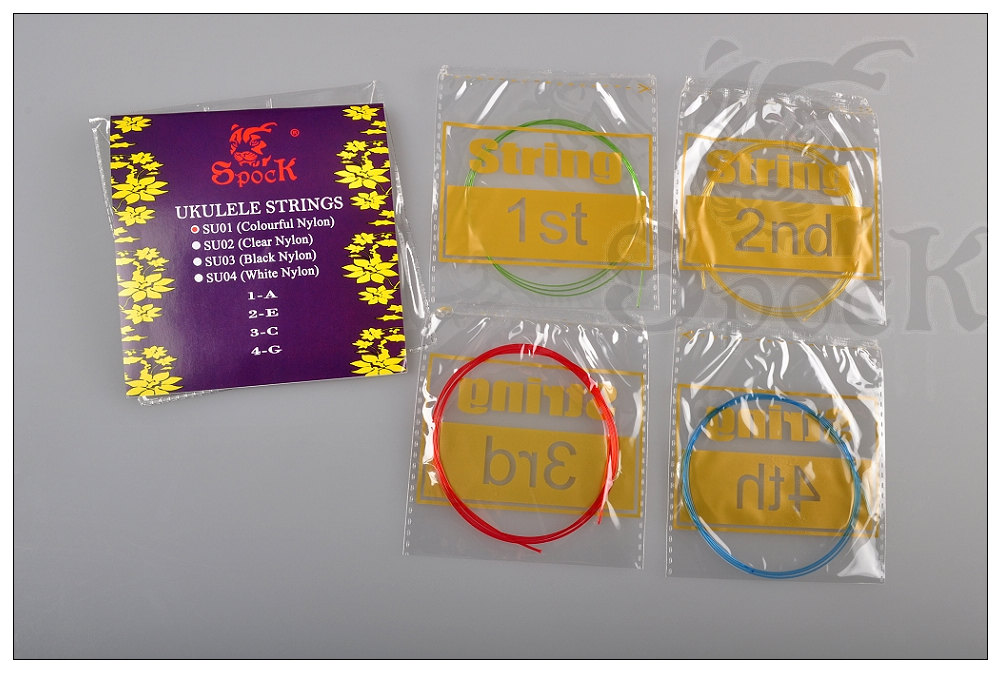 ®
Spock
UKULELE STRINGS
SU01 (Colourful Nylon)
SU02 (Clear Nylon)
SU03 (Black Nylon)
SU04 (White Nylon)
1-A
2-E
3-C
4-G
String
1st
String
2nd
String
3rd
String
4th
Spock